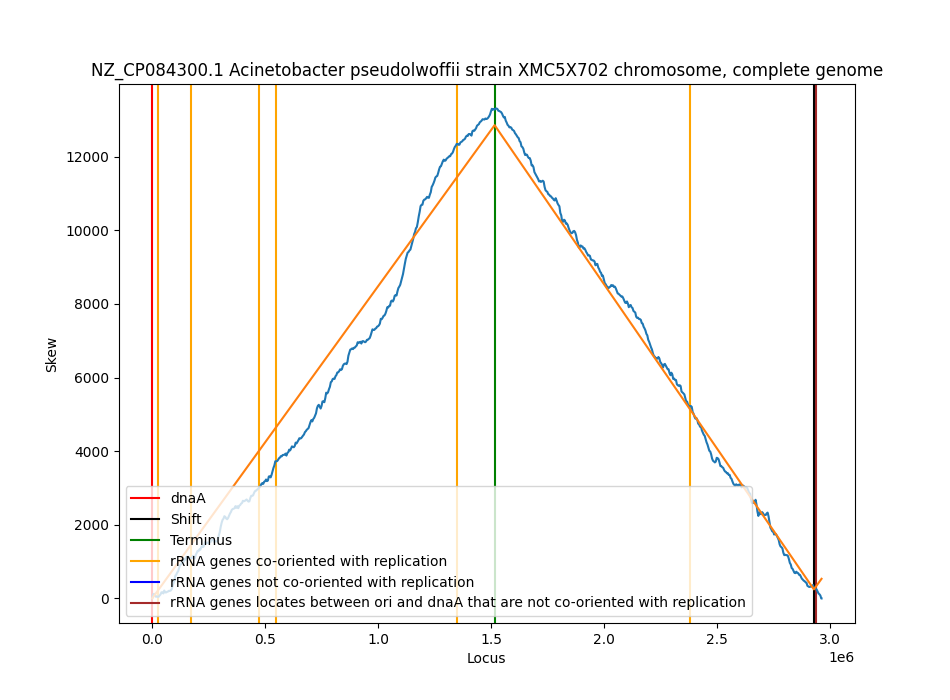 NZ_CP084300.1 Acinetobacter pseudolwoffii strain XMC5X702 chromosome, complete genome
12000
10000
8000
6000
4000
2000
0
Skew
dnaA
Shift
Terminus
rRNA genes co-oriented with replication
rRNA genes not co-oriented with replication
rRNA genes locates between ori and dnaA that are not co-oriented with replication
0.0 0.5 1.0 1.5 2.0 2.5 3.0
1e6
Locus